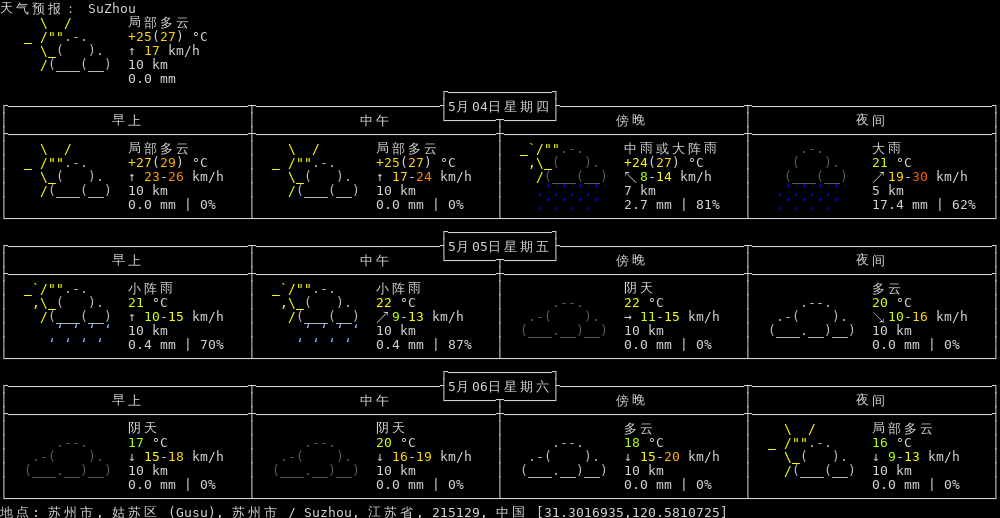 天气预报： SuZhou
局部多云
+25(27) °C
↑ 17 km/h
10 km
0.0 mm
5月04日星期四
早上 中午 傍晚 夜间
局部多云 局部多云 中雨或大阵雨 大雨
+27(29) °C +25(27) °C +24(27) °C 21 °C
↑ 23-26 km/h ↑ 17-24 km/h ↖ 8-14 km/h ↗ 19-30 km/h
10 km 10 km 7 km 5 km
0.0 mm | 0% 0.0 mm | 0% 2.7 mm | 81% 17.4 mm | 62%
5月05日星期五
早上 中午 傍晚 夜间
小阵雨 小阵雨 阴天 多云
21 °C 22 °C 22 °C 20 °C
↑ 10-15 km/h ↗ 9-13 km/h → 11-15 km/h ↘ 10-16 km/h
10 km 10 km 10 km 10 km
0.4 mm | 70% 0.4 mm | 87% 0.0 mm | 0% 0.0 mm | 0%
5月06日星期六
早上 中午 傍晚 夜间
阴天 阴天 多云 局部多云
17 °C 20 °C 18 °C 16 °C
↓ 15-18 km/h ↓ 16-19 km/h ↓ 15-20 km/h ↓ 9-13 km/h
10 km 10 km 10 km 10 km
0.0 mm | 0% 0.0 mm | 0% 0.0 mm | 0% 0.0 mm | 0%
地点: 苏州市, 姑苏区 (Gusu), 苏州市 / Suzhou, 江苏省, 215129, 中国 [31.3016935,120.5810725]